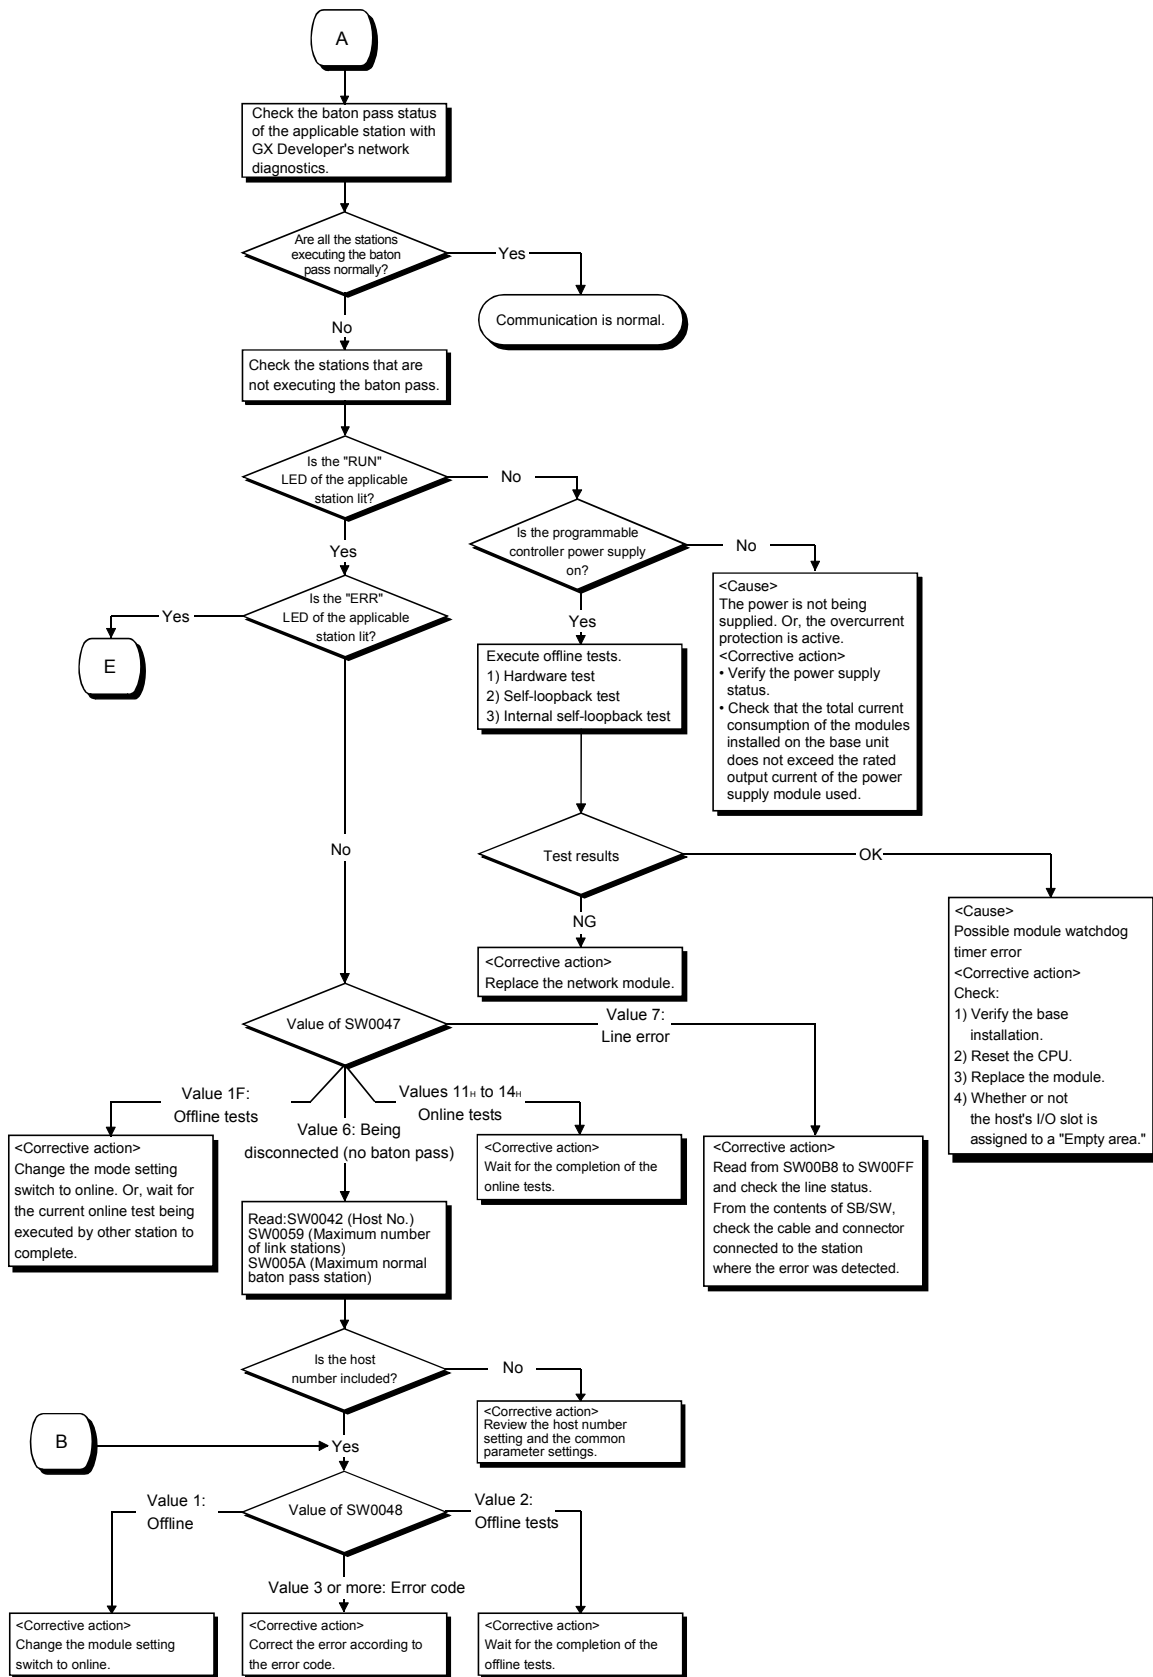 A
Check the baton pass status
of the applicable station with
GX Developer's network
diagnostics.
Are all the stations
executing the baton
pass normally?
Yes
Communication is normal.
No
Check the stations that are
not executing the baton pass.
Is the "RUN"
LED of the applicable
station lit?
No
Is the programmable
controller power supply
on?
No
<Cause>
The power is not being
supplied. Or, the overcurrent
protection is active.
<Corrective action>
• Verify the power supply
status.
• Check that the total current
consumption of the modules
installed on the base unit
does not exceed the rated
output current of the power
supply module used.
Yes
Yes
Is the "ERR"
LED of the applicable
station lit?
Yes
E
Execute offline tests.
1) Hardware test
2) Self-loopback test
3) Internal self-loopback test
Test results
OK
<Cause>
Possible module watchdog
timer error
<Corrective action>
Check:
1) Verify the base
installation.
2) Reset the CPU.
3) Replace the module.
4) Whether or not
the host's I/O slot is
assigned to a "Empty area."
NG
<Corrective action>
Replace the network module.
No
Value of SW0047
Value 7:
Line error
Value 1F:
Offline tests
Value 6: Being
disconnected (no baton pass)
Values 11H to 14H
Online tests
<Corrective action>
Change the mode setting
switch to online. Or, wait for
the current online test being
executed by other station to
complete.
<Corrective action>
Wait for the completion of the
online tests.
<Corrective action>
Read from SW00B8 to SW00FF
and check the line status.
From the contents of SB/SW,
check the cable and connector
connected to the station
where the error was detected.
Read:SW0042 (Host No.)
SW0059 (Maximum number
of link stations)
SW005A (Maximum normal
baton pass station)
Is the host
number included?
No
<Corrective action>
Review the host number
setting and the common
parameter settings.
B
Yes
Value of SW0048
Value 1:
Offline
Value 2:
Offline tests
Value 3 or more: Error code
<Corrective action>
Change the module setting
switch to online.
<Corrective action>
Correct the error according to
the error code.
<Corrective action>
Wait for the completion of the
offline tests.